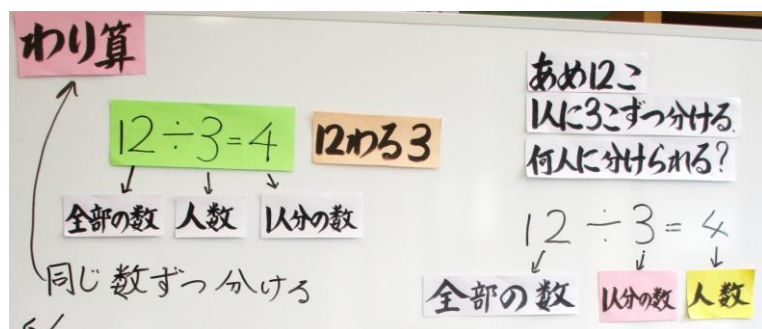 わり算
12÷3=4
12わる3
全部の数 人数 1人分の数
同じ数ずつ分ける
あめ12こ
1人に3こずつ分ける.
何人に分けられる?
12÷3=4
全部の数 1人分の数 人数